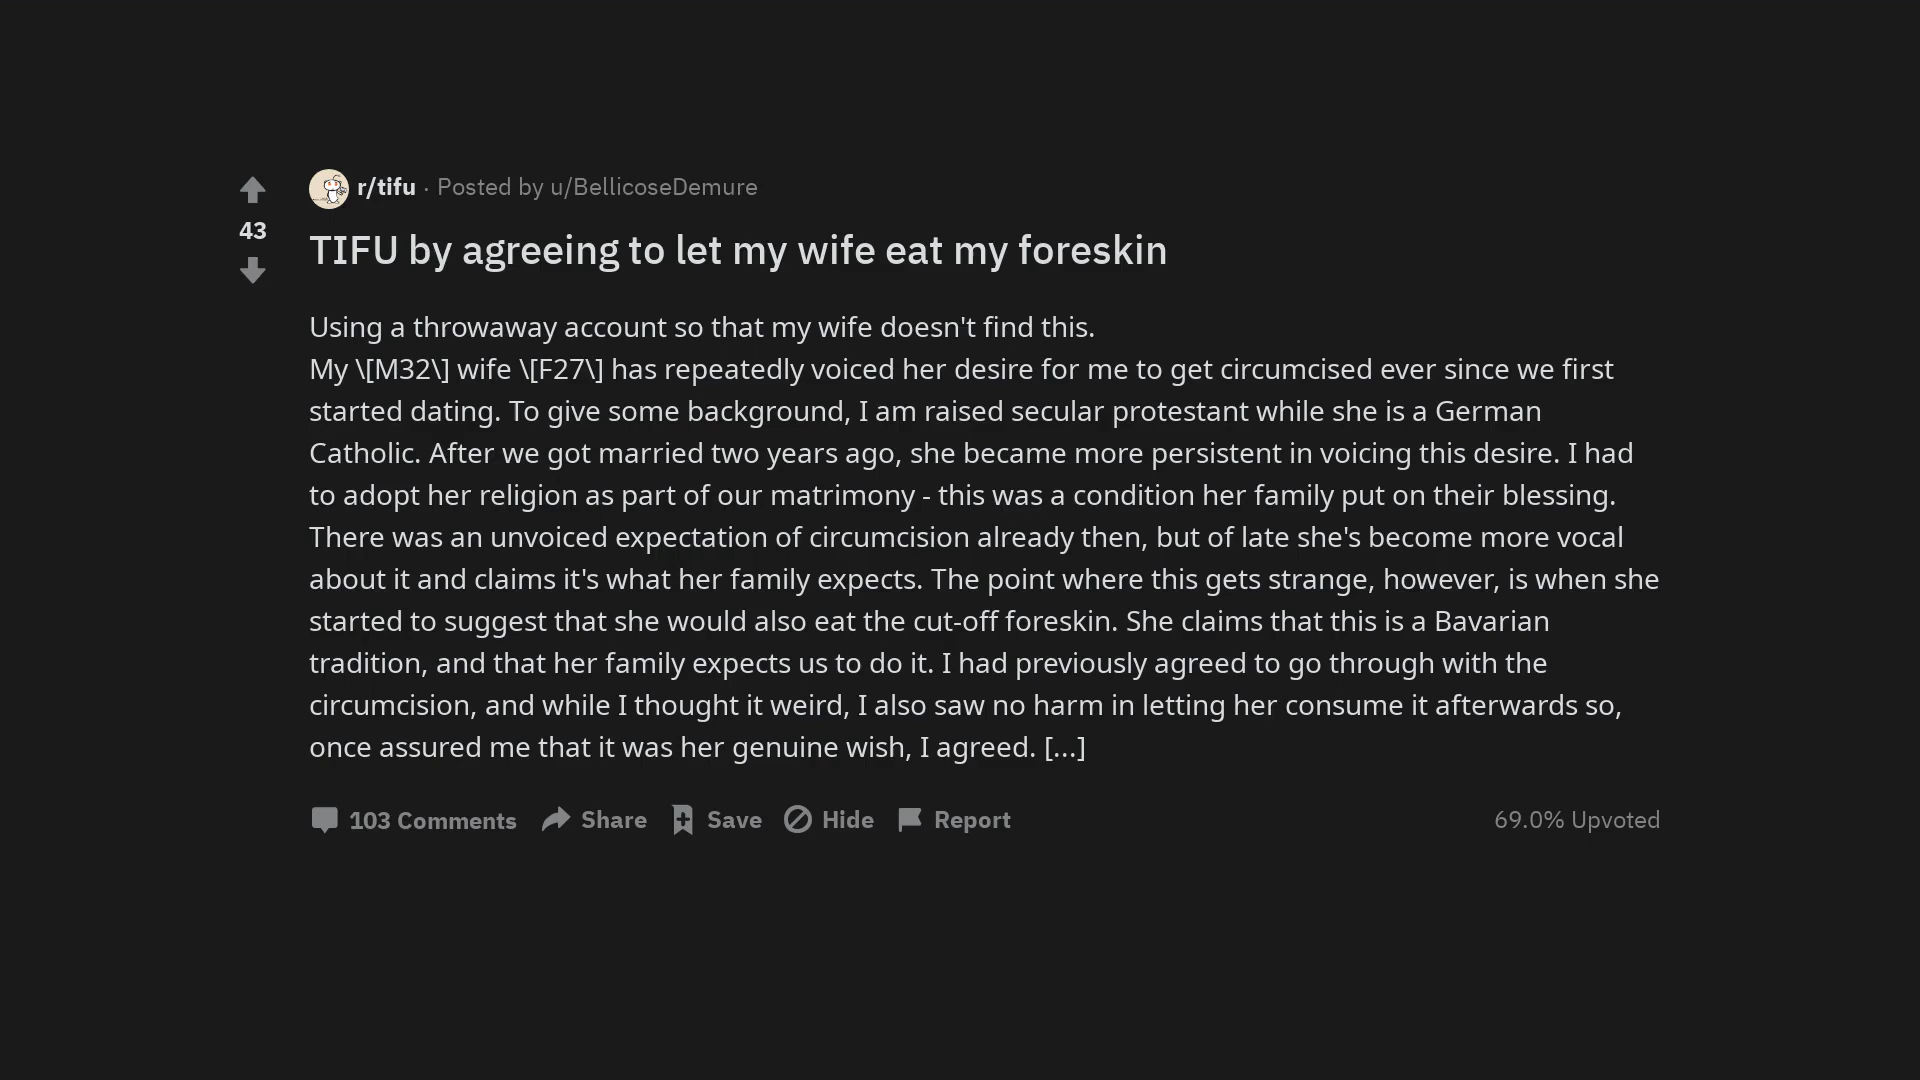 r/tifu · Posted by u/BellicoseDemure
43
TIFU by agreeing to let my wife eat my foreskin
Using a throwaway account so that my wife doesn't find this.
My \[M32\] wife \[F27\] has repeatedly voiced her desire for me to get circumcised ever since we first
started dating. To give some background, I am raised secular protestant while she is a German
Catholic. After we got married two years ago, she became more persistent in voicing this desire. I had
to adopt her religion as part of our matrimony - this was a condition her family put on their blessing.
There was an unvoiced expectation of circumcision already then, but of late she's become more vocal
about it and claims it's what her family expects. The point where this gets strange, however, is when she
started to suggest that she would also eat the cut-off foreskin. She claims that this is a Bavarian
tradition, and that her family expects us to do it. I had previously agreed to go through with the
circumcision, and while I thought it weird, I also saw no harm in letting her consume it afterwards so,
once assured me that it was her genuine wish, I agreed. [...]
103 Comments Share Save Hide Report 69.0% Upvoted